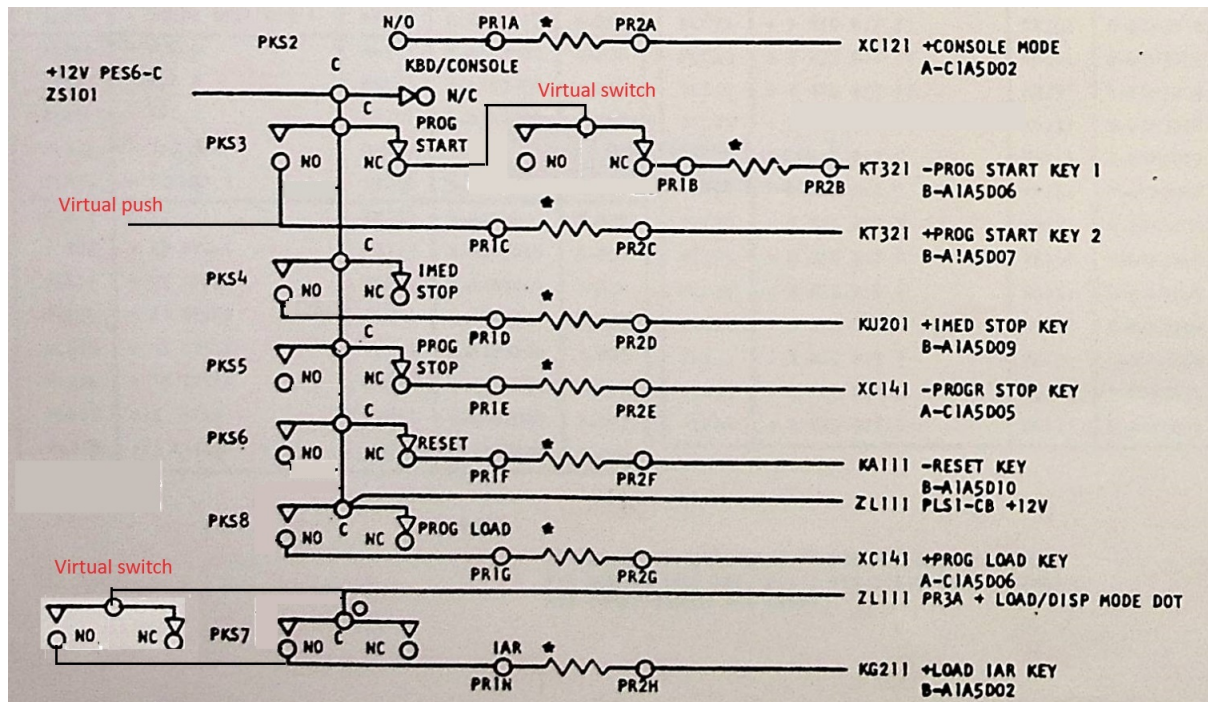 N/O PR1A * PR2A
PKS2
XC121 +CONSOLE MODE
A-C1A5D02
C KBD/CONSOLE
+12V PES6-C
ZS101
N/C
Virtual switch
C PROG
START
PKS3
NO NC
NO NC
*
PR1B PR2B
KT321 -PROG START KEY 1
B-A1A5D06
Virtual push
*
PR1C PR2C
KT321 +PROG START KEY 2
B-A!A5D07
C
PKS4
IMED
STOP
NO NC
*
PR1D PR2D
KU201 +IMED STOP KEY
B-A1A5D09
C PROG
STOP
PKS5
NO NC
*
PR1E PR2E
XC141 -PROGR STOP KEY
A-C1A5D05
C
PKS6
RESET
NO NC
*
PR1F PR2F
KA111 -RESET KEY
B-A1A5D10
ZL111 PLS1-CB +12V
PKS8
C
PROG LOAD
NO NC
*
PR1G PR2G
XC141 +PROG LOAD KEY
A-C1A5D06
Virtual switch
ZL111 PR3A + LOAD/DISP MODE DOT
NO NC
PKS7
NO C NC
IAR *
PR1N PR2H
KG211 +LOAD IAR KEY
B-A1A5D02